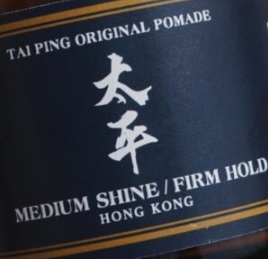 TAI PING ORIGINAL POMADE
太
平
MEDIUM SHINE / FIRM HOLD
HONG KONG